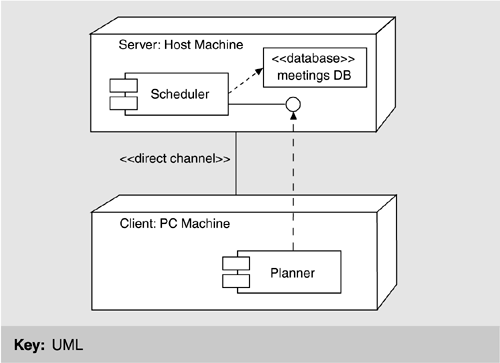 Server: Host Machine
<<database>>
meetings DB
Scheduler
<<direct channel>>
Client: PC Machine
Planner
Key: UML